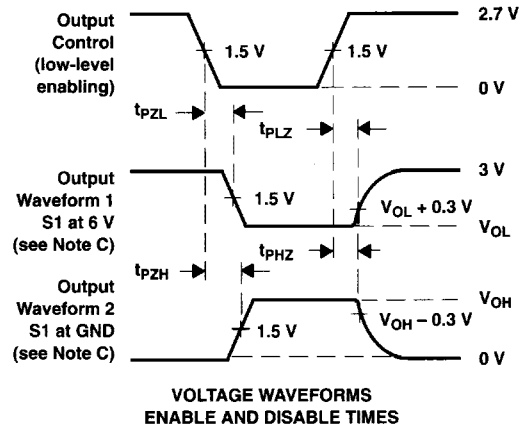 Output
Control
(low-level
enabling)
1.5 V
1.5 V
2.7 V
0 V
tPZL
tPLZ
Output
Waveform 1
S1 at 6 V
(see Note C)
1.5 V
3 V
VOL + 0.3 V
VOL
tPZH
tPHZ
Output
Waveform 2
S1 at GND
(see Note C)
1.5 V
VOH
VOH − 0.3 V
0 V
VOLTAGE WAVEFORMS
ENABLE AND DISABLE TIMES